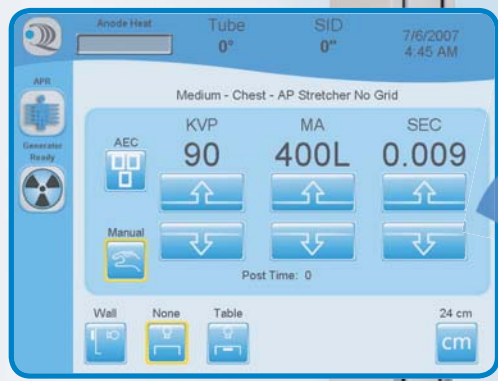 Anode Heat
Tube
0°
SID
0"
7/6/2007
4:45 AM
APR
Generator
Ready
Medium - Chest - AP Stretcher No Grid
AEC
KVP
90
MA
400L
SEC
0.009
Manual
Post Time: 0
Wall
None
Table
24 cm
cm